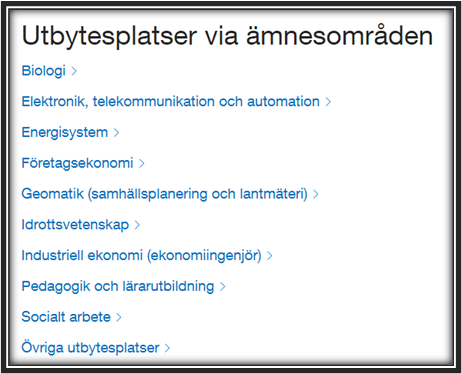 Utbytesplatser via ämnesområden
Biologi
Elektronik, telekommunikation och automation
Energisystem
Företagsekonomi
Geomatik (samhällsplanering och lantmäteri)
Idrottsvetenskap
Industriell ekonomi (ekonomiingenjör)
Pedagogik och lärarutbildning
Socialt arbete
Övriga utbytesplatser